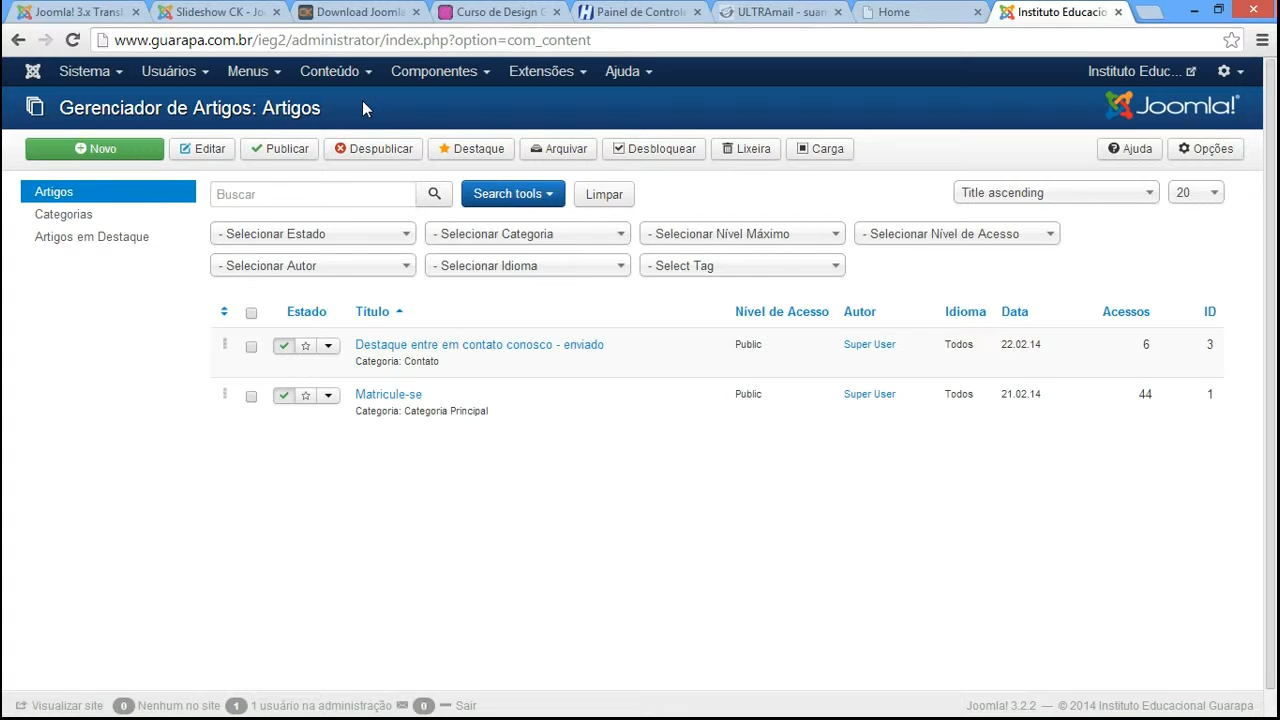 Joomla! 3.x Transl
Slideshow CK - Jo
Download Joomla
Curso de Design G
Painel de Controle
ULTRAmail - suan
Home
Instituto Educacio
www.guarapa.com.br/ieg2/administrator/index.php?option=com_content
Sistema Usuários Menus Conteúdo Componentes Extensões Ajuda Instituto Educ...
Gerenciador de Artigos: Artigos Joomla!
Novo Editar Publicar Despublicar Destaque Arquivar Desbloquear Lixeira Carga Ajuda Opções
Artigos
Categorias
Artigos em Destaque
Buscar Search tools Limpar Title ascending 20
- Selecionar Estado - Selecionar Categoria - Selecionar Nível Máximo - Selecionar Nível de Acesso
- Selecionar Autor - Selecionar Idioma - Select Tag
Estado Título Nível de Acesso Autor Idioma Data Acessos ID
Destaque entre em contato conosco - enviado Public Super User Todos 22.02.14 6 3
Categoria: Contato
Matricule-se Public Super User Todos 21.02.14 44 1
Categoria: Categoria Principal
Visualizar site 0 Nenhum no site 1 1 usuário na administração 0 Sair Joomla! 3.2.2 — © 2014 Instituto Educacional Guarapa